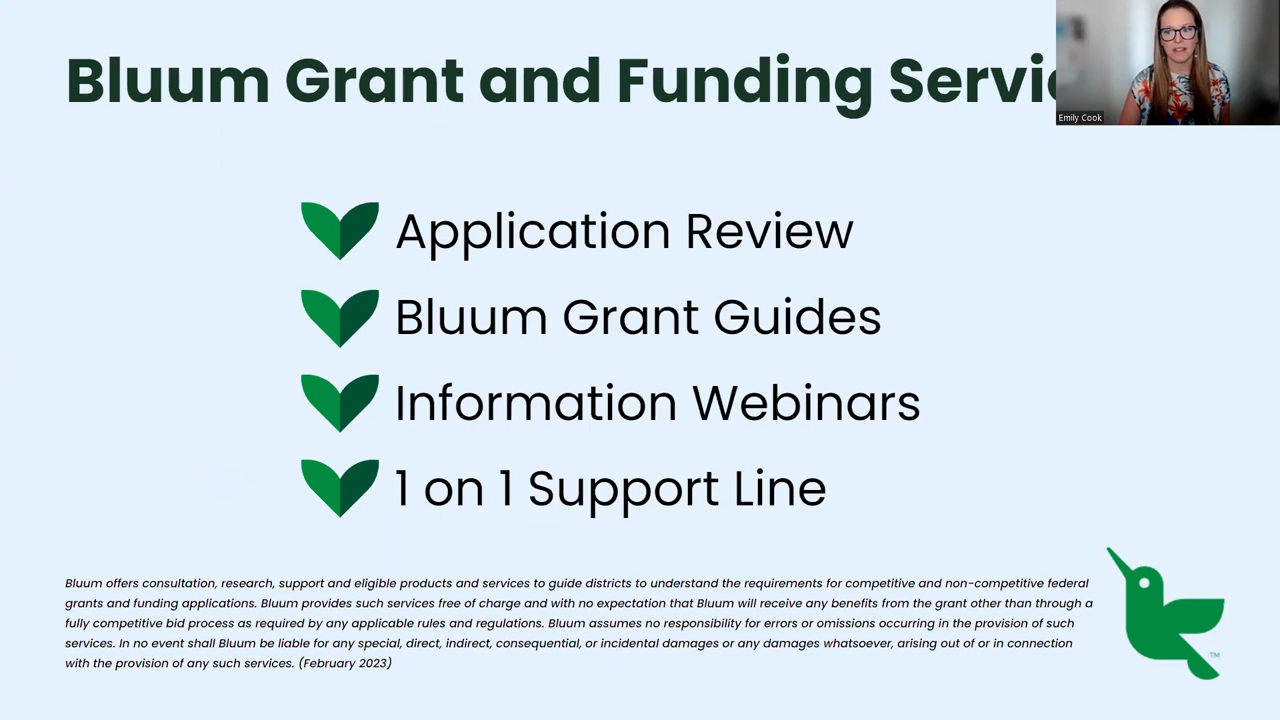 Bluum Grant and Funding Servic
Emily Cook
Application Review
Bluum Grant Guides
Information Webinars
1 on 1 Support Line
Bluum offers consultation, research, support and eligible products and services to guide districts to understand the requirements for competitive and non-competitive federal
grants and funding applications. Bluum provides such services free of charge and with no expectation that Bluum will receive any benefits from the grant other than through a
fully competitive bid process as required by any applicable rules and regulations. Bluum assumes no responsibility for errors or omissions occurring in the provision of such
services. In no event shall Bluum be liable for any special, direct, indirect, consequential, or incidental damages or any damages whatsoever, arising out of or in connection
with the provision of any such services. (February 2023)
TM